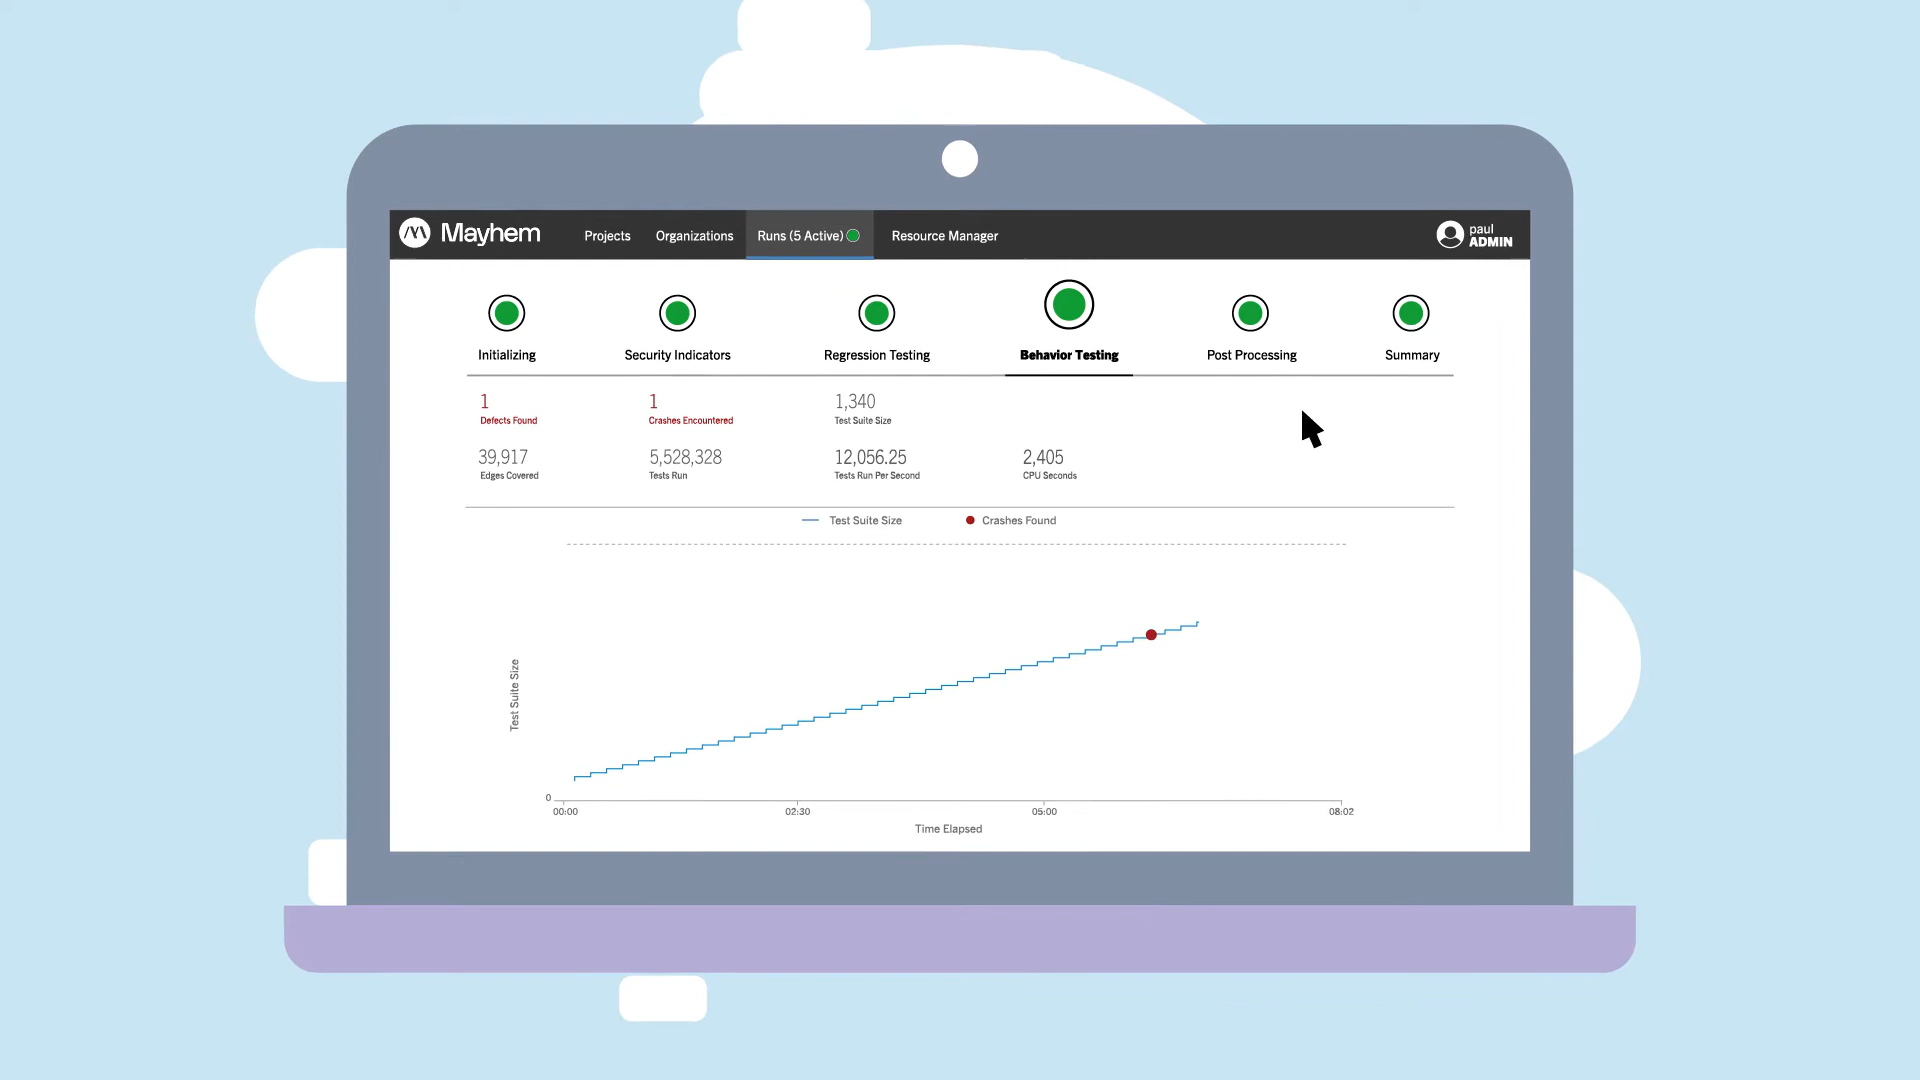 Mayhem
Projects
Organizations
Runs (5 Active)
Resource Manager
paul
ADMIN
Initializing
Security Indicators
Regression Testing
Behavior Testing
Post Processing
Summary
1
Defects Found
1
Crashes Encountered
1,340
Test Suite Size
39,917
Edges Covered
5,528,328
Tests Run
12,056.25
Tests Run Per Second
2,405
CPU Seconds
Test Suite Size
Crashes Found
Test Suite Size
0
00:00
02:30
05:00
08:02
Time Elapsed